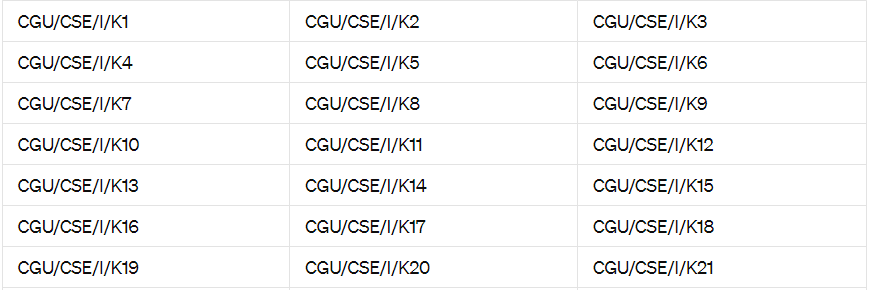 CGU/CSE/I/K1 CGU/CSE/I/K2 CGU/CSE/I/K3
CGU/CSE/I/K4 CGU/CSE/I/K5 CGU/CSE/I/K6
CGU/CSE/I/K7 CGU/CSE/I/K8 CGU/CSE/I/K9
CGU/CSE/I/K10 CGU/CSE/I/K11 CGU/CSE/I/K12
CGU/CSE/I/K13 CGU/CSE/I/K14 CGU/CSE/I/K15
CGU/CSE/I/K16 CGU/CSE/I/K17 CGU/CSE/I/K18
CGU/CSE/I/K19 CGU/CSE/I/K20 CGU/CSE/I/K21